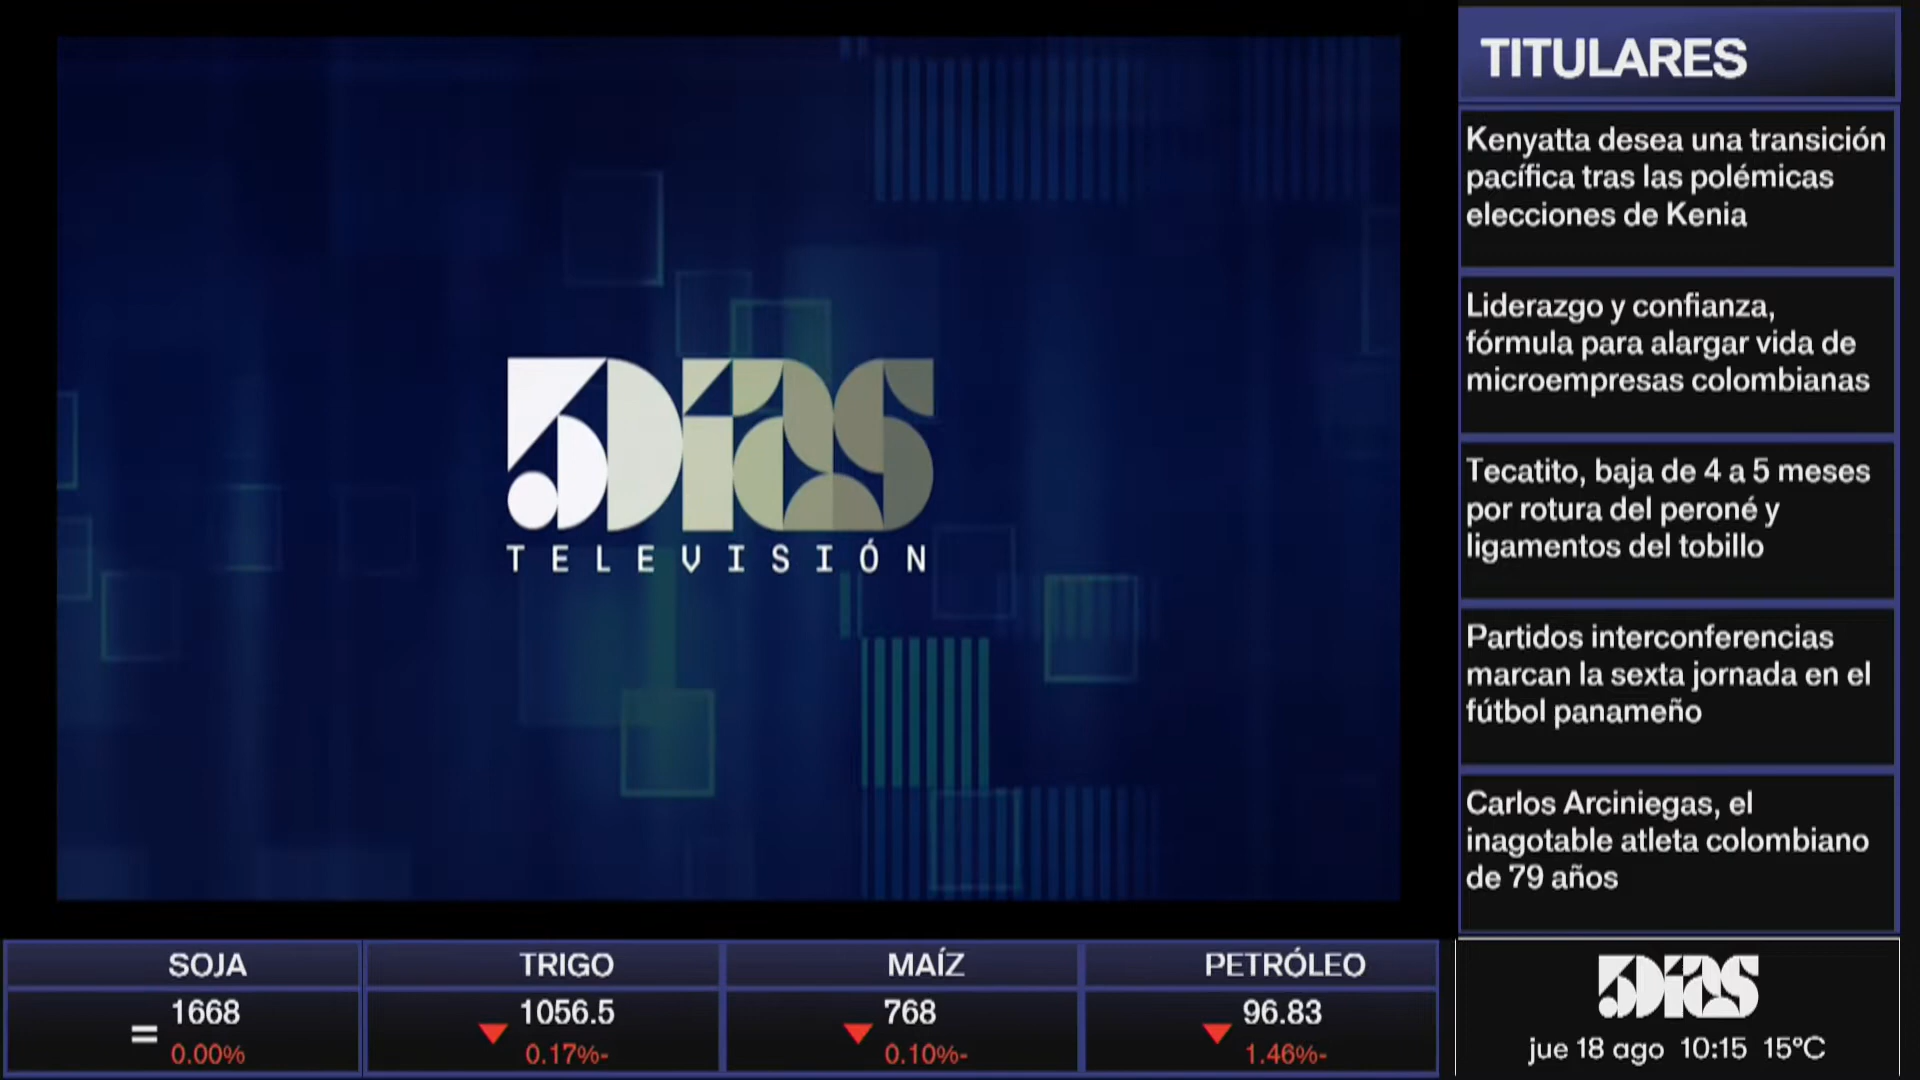 5Días
TELEVISIÓN
TITULARES
Kenyatta desea una transición
pacífica tras las polémicas
elecciones de Kenia
Liderazgo y confianza,
fórmula para alargar vida de
microempresas colombianas
Tecatito, baja de 4 a 5 meses
por rotura del peroné y
ligamentos del tobillo
Partidos interconferencias
marcan la sexta jornada en el
fútbol panameño
Carlos Arciniegas, el
inagotable atleta colombiano
de 79 años
SOJA
1668
0.00%
TRIGO
1056.5
0.17%-
MAÍZ
768
0.10%-
PETRÓLEO
96.83
1.46%-
5Días
jue 18 ago 10:15 15°C